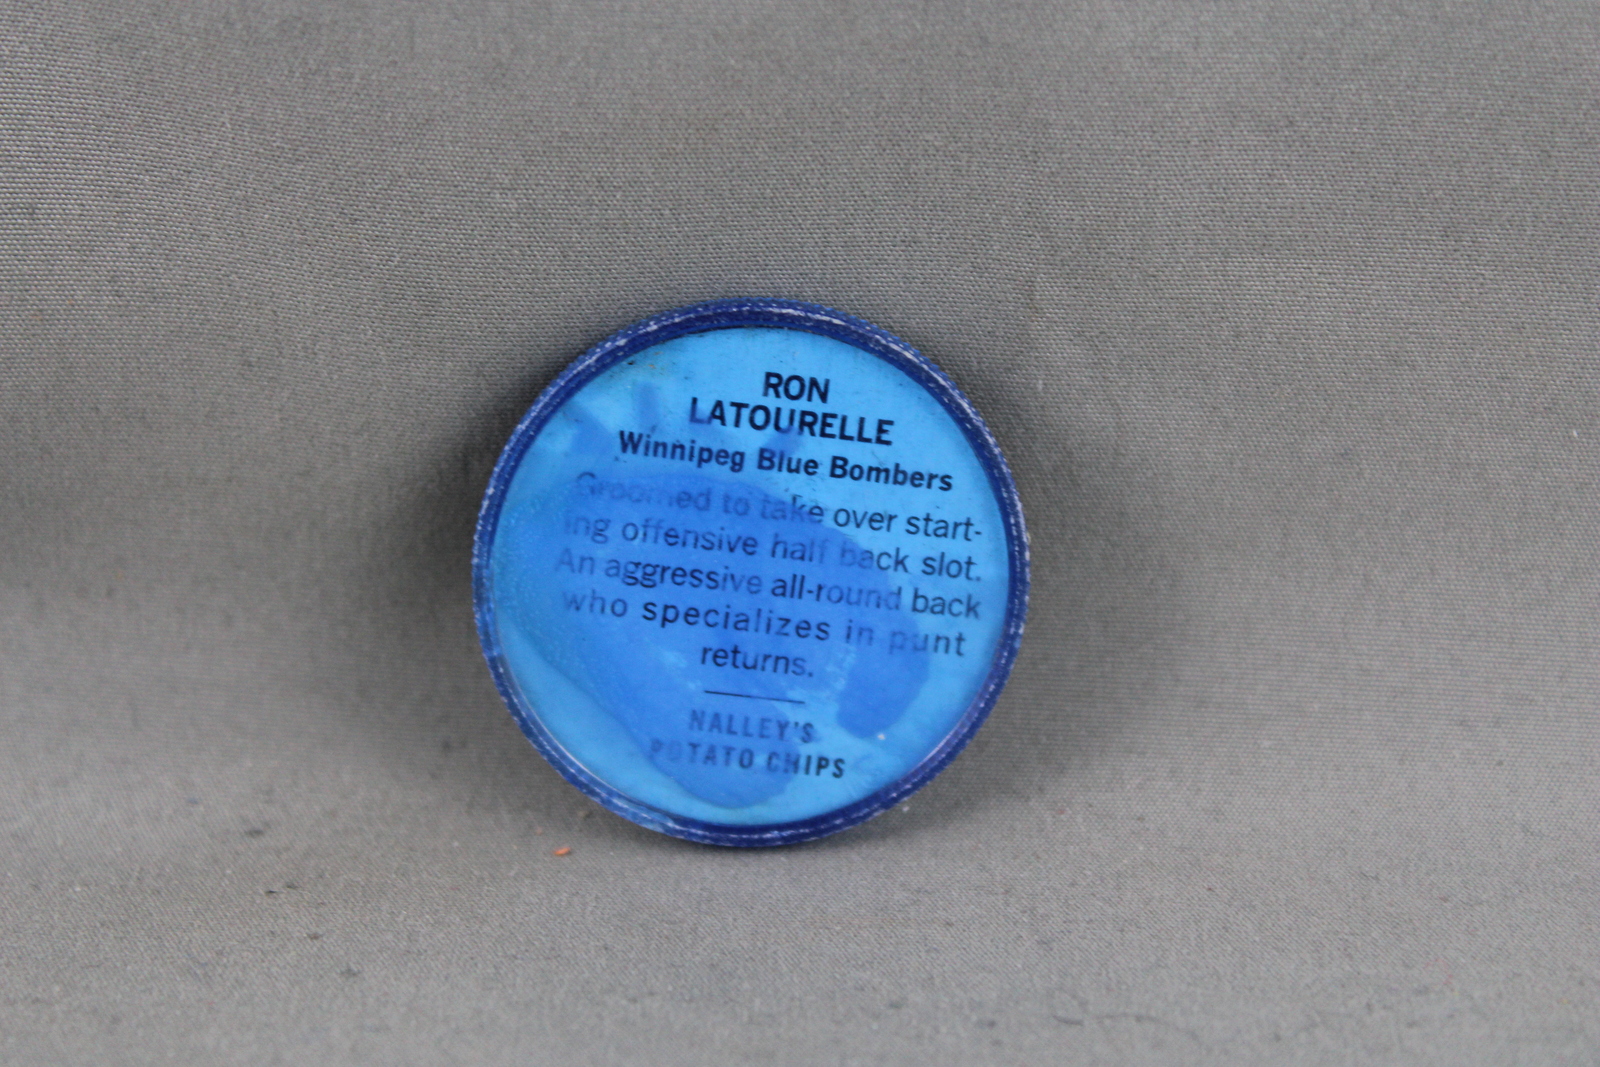 RON
LATOURELLE
Winnipeg Blue Bombers
Groomed to take over start-
ing offensive half back slot.
An aggressive all-round back
who specializes in punt
returns.
NALLEY'S
POTATO CHIPS